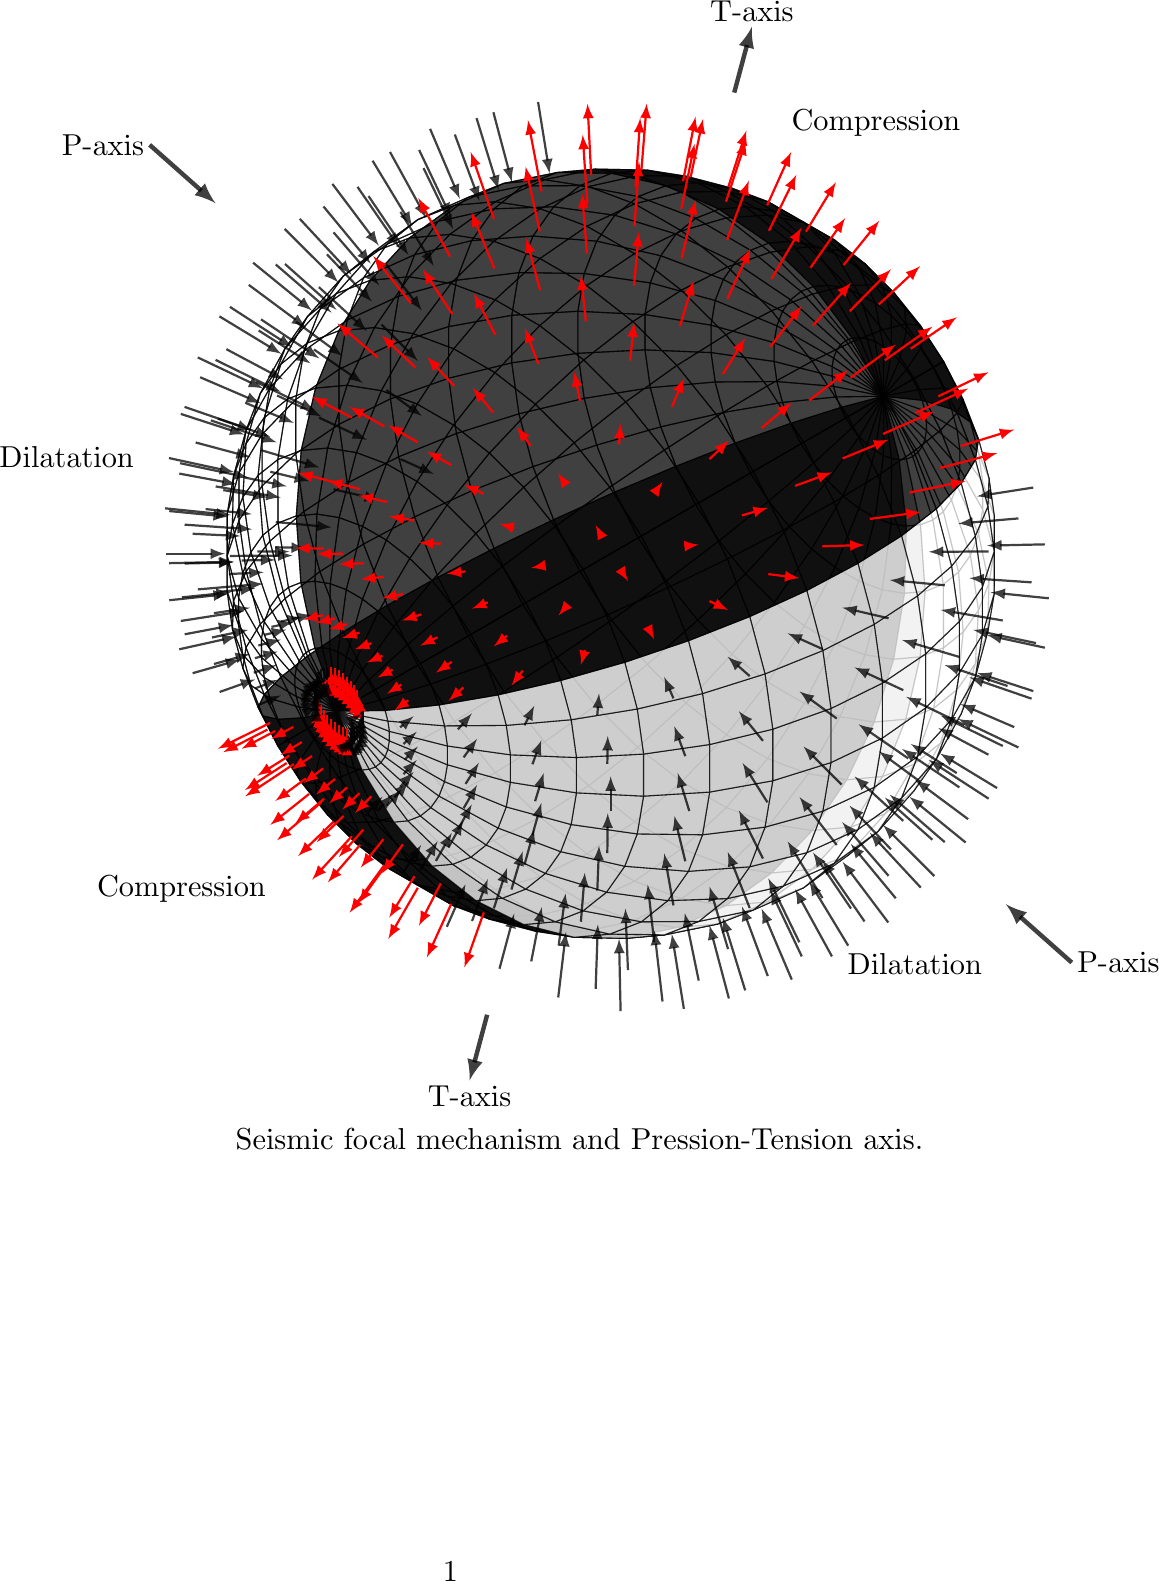 T-axis
Compression
P-axis
Dilatation
Compression
Dilatation
P-axis
T-axis
Seismic focal mechanism and Pression-Tension axis.
1